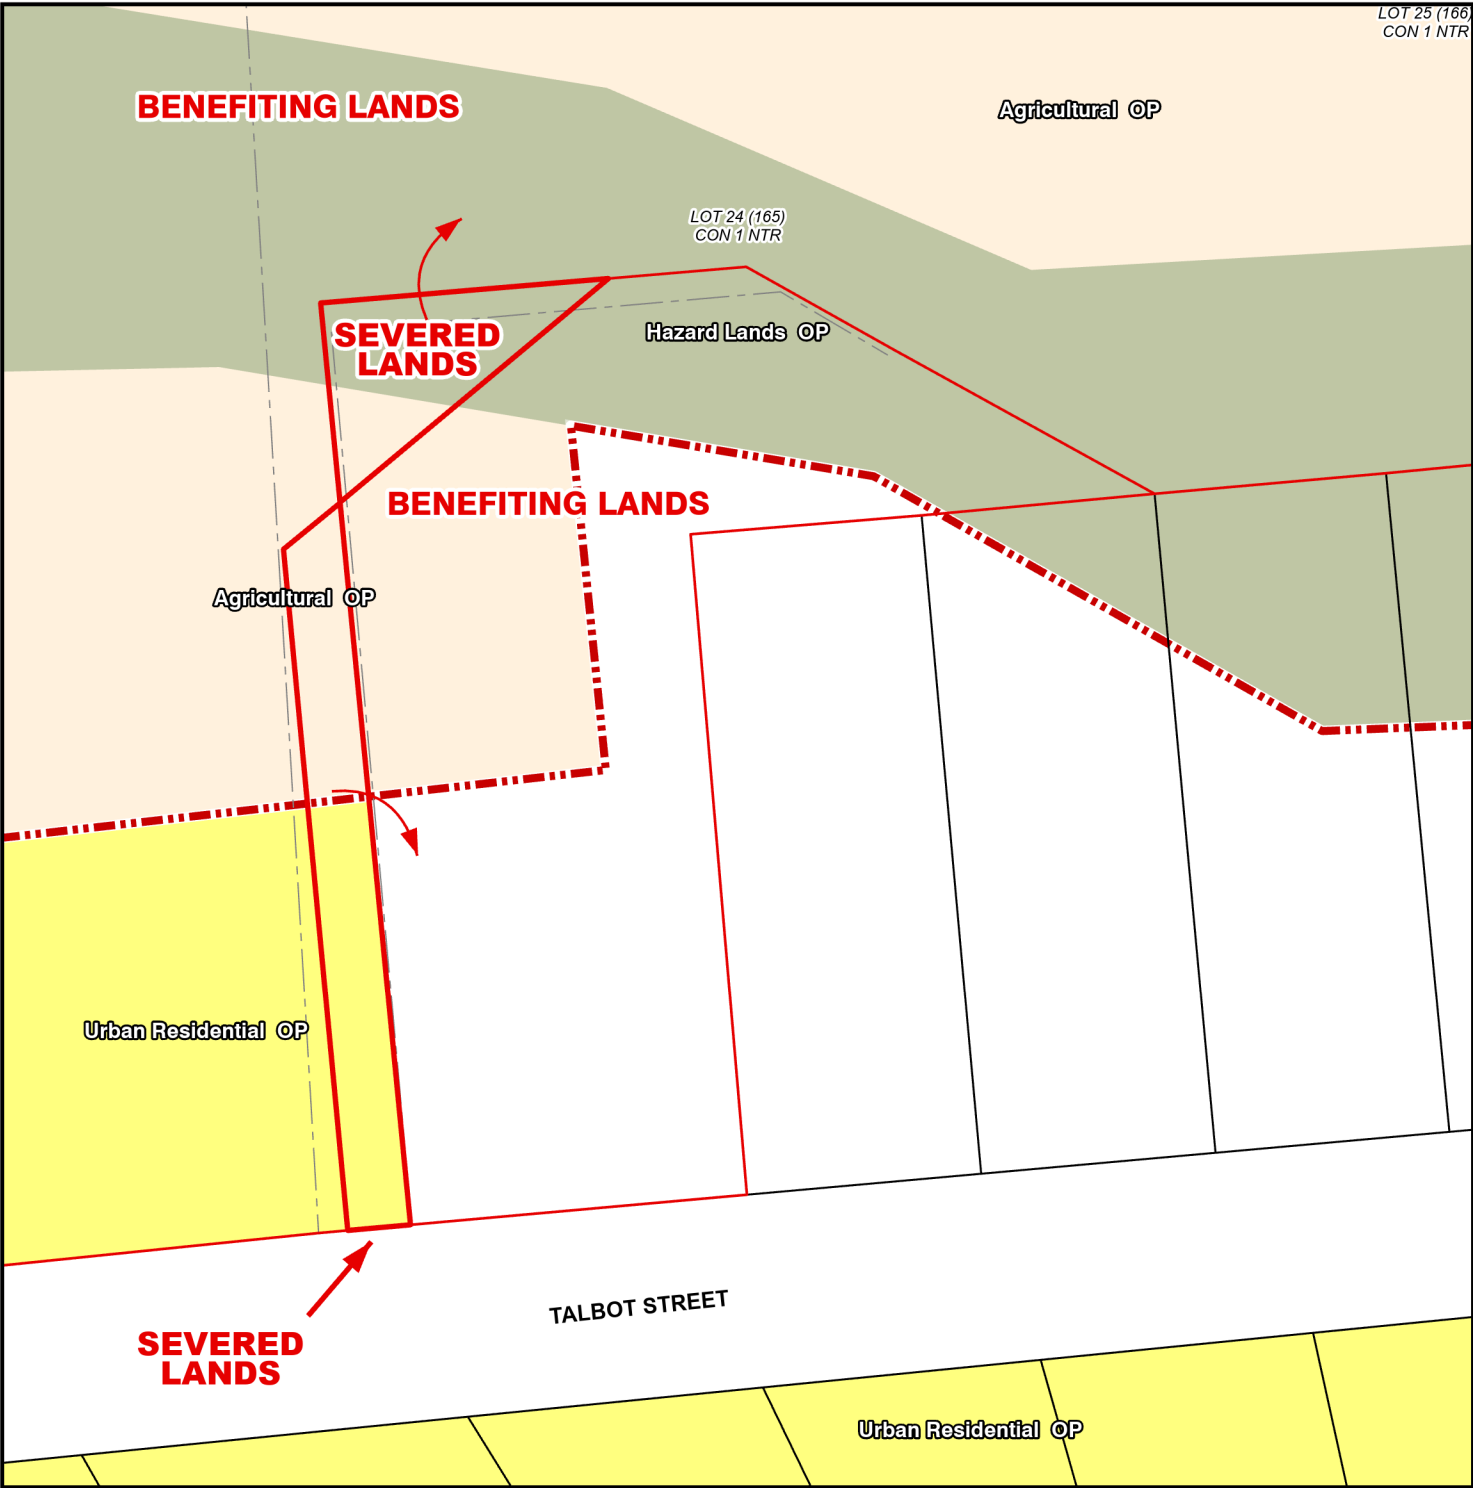 LOT 25 (166)
CON 1 NTR
BENEFITING LANDS
Agricultural OP
LOT 24 (165)
CON 1 NTR
SEVERED
LANDS
Hazard Lands OP
BENEFITING LANDS
Agricultural OP
Urban Residential OP
TALBOT STREET
SEVERED
LANDS
Urban Residential OP